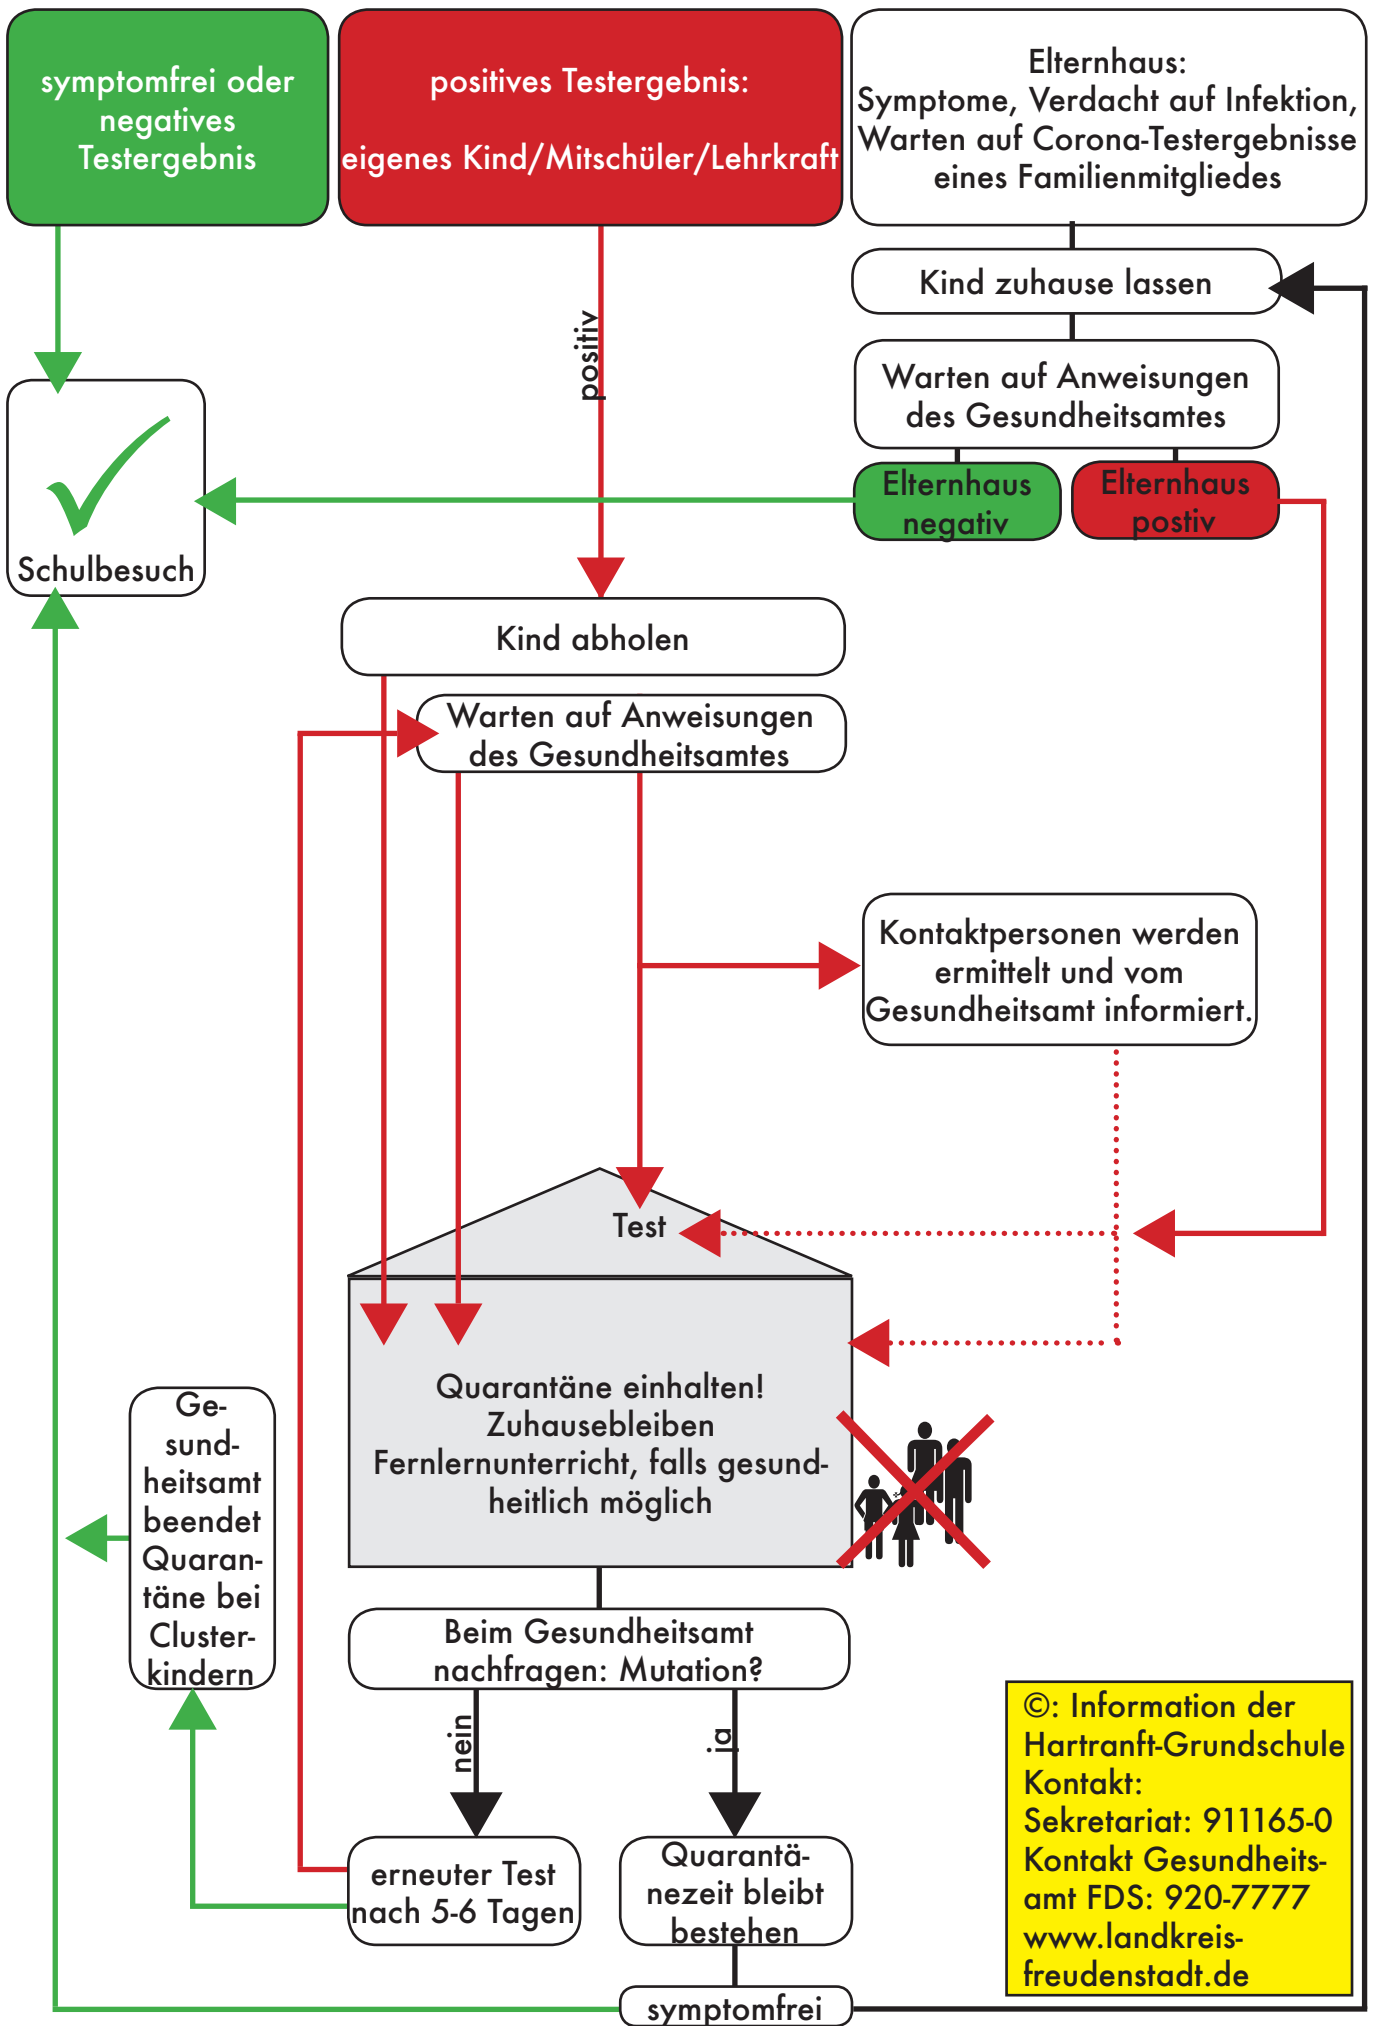 symptomfrei oder
negatives
Testergebnis
positives Testergebnis:
eigenes Kind/Mitschüler/Lehrkraft
Elternhaus:
Symptome, Verdacht auf Infektion,
Warten auf Corona-Testergebnisse
eines Familienmitgliedes
Kind zuhause lassen
positiv
Warten auf Anweisungen
des Gesundheitsamtes
Elternhaus
negativ
Elternhaus
postiv
Schulbesuch
Kind abholen
Warten auf Anweisungen
des Gesundheitsamtes
Kontaktpersonen werden
ermittelt und vom
Gesundheitsamt informiert.
Test
Quarantäne einhalten!
Zuhausebleiben
Fernlernunterricht, falls gesund-
heitlich möglich
Ge-
sund-
heitsamt
beendet
Quaran-
täne bei
Cluster-
kindern
Beim Gesundheitsamt
nachfragen: Mutation?
nein
ja
erneuter Test
nach 5-6 Tagen
Quarantä-
nezeit bleibt
bestehen
symptomfrei
©: Information der
Hartranft-Grundschule
Kontakt:
Sekretariat: 911165-0
Kontakt Gesundheits-
amt FDS: 920-7777
www.landkreis-
freudenstadt.de